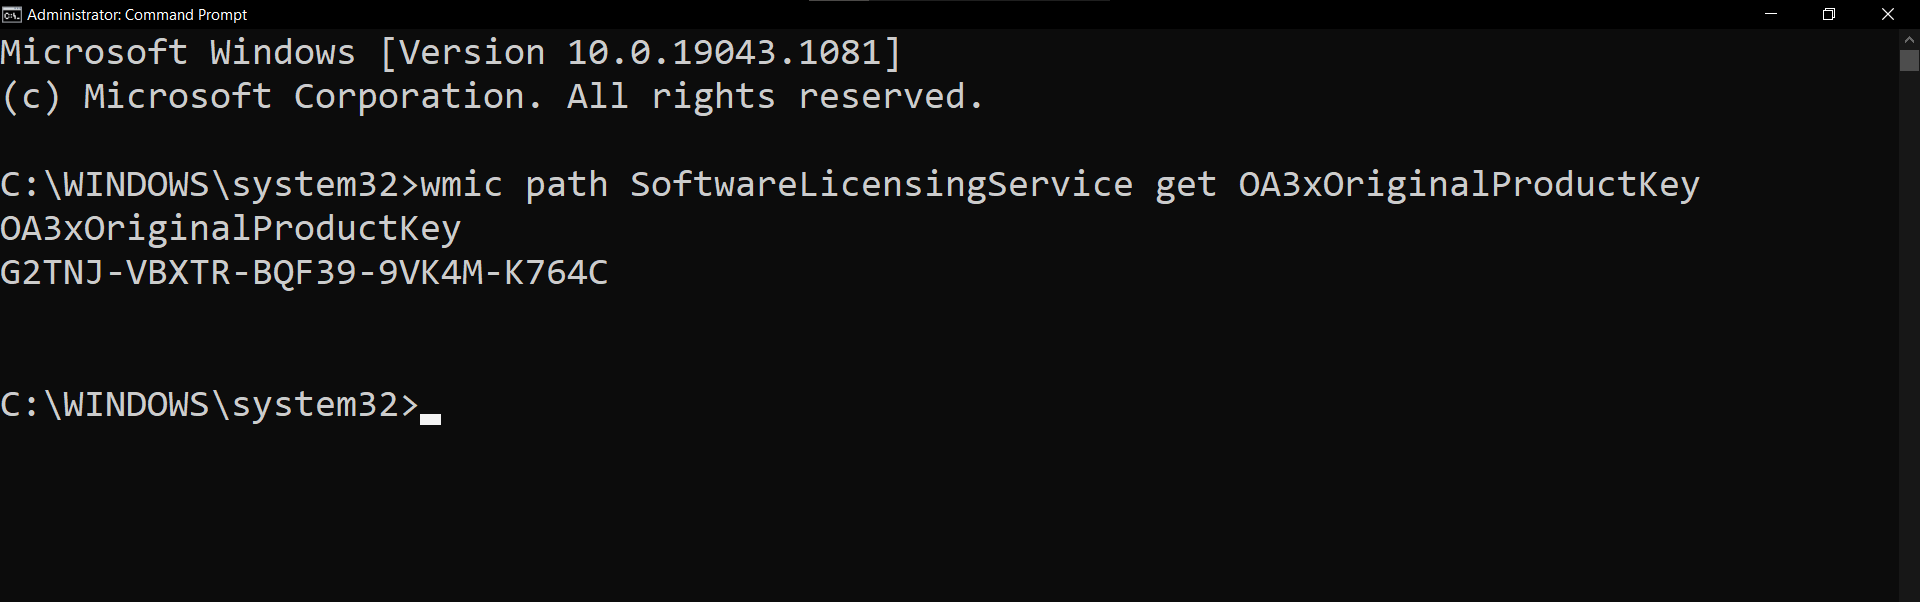 Administrator: Command Prompt
Microsoft Windows [Version 10.0.19043.1081]
(c) Microsoft Corporation. All rights reserved.
C:\WINDOWS\system32>wmic path SoftwareLicensingService get OA3xOriginalProductKey
OA3xOriginalProductKey
G2TNJ-VBXTR-BQF39-9VK4M-K764C
C:\WINDOWS\system32>